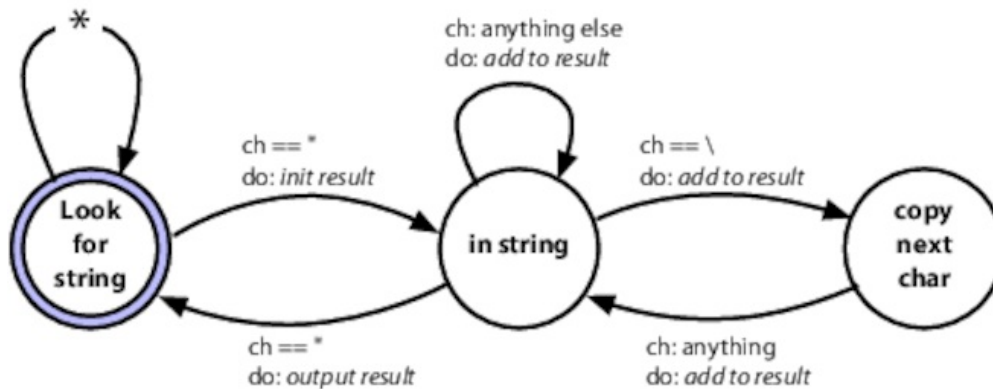 *
ch: anything else
do: add to result
ch == "
do: init result
ch == \
do: add to result
Look
for
string
in string
copy
next
char
ch == "
do: output result
ch: anything
do: add to result